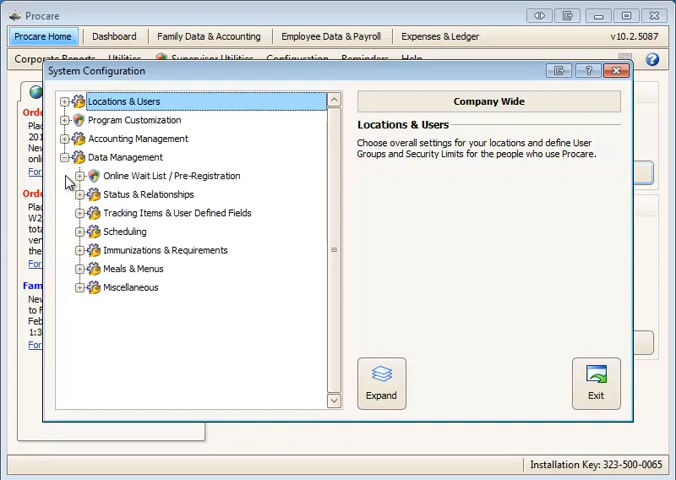 Procare
Procare Home
Dashboard
Family Data & Accounting
Employee Data & Payroll
Expenses & Ledger
v10.2.5087
Corporate Reports Utilities Supervisor Utilities Configuration Reminders Help
System Configuration
Locations & Users
Program Customization
Accounting Management
Data Management
Online Wait List / Pre-Registration
Status & Relationships
Tracking Items & User Defined Fields
Scheduling
Immunizations & Requirements
Meals & Menus
Miscellaneous
Company Wide
Locations & Users
Choose overall settings for your locations and define User
Groups and Security Limits for the people who use Procare.
Expand
Exit
Installation Key: 323-500-0065